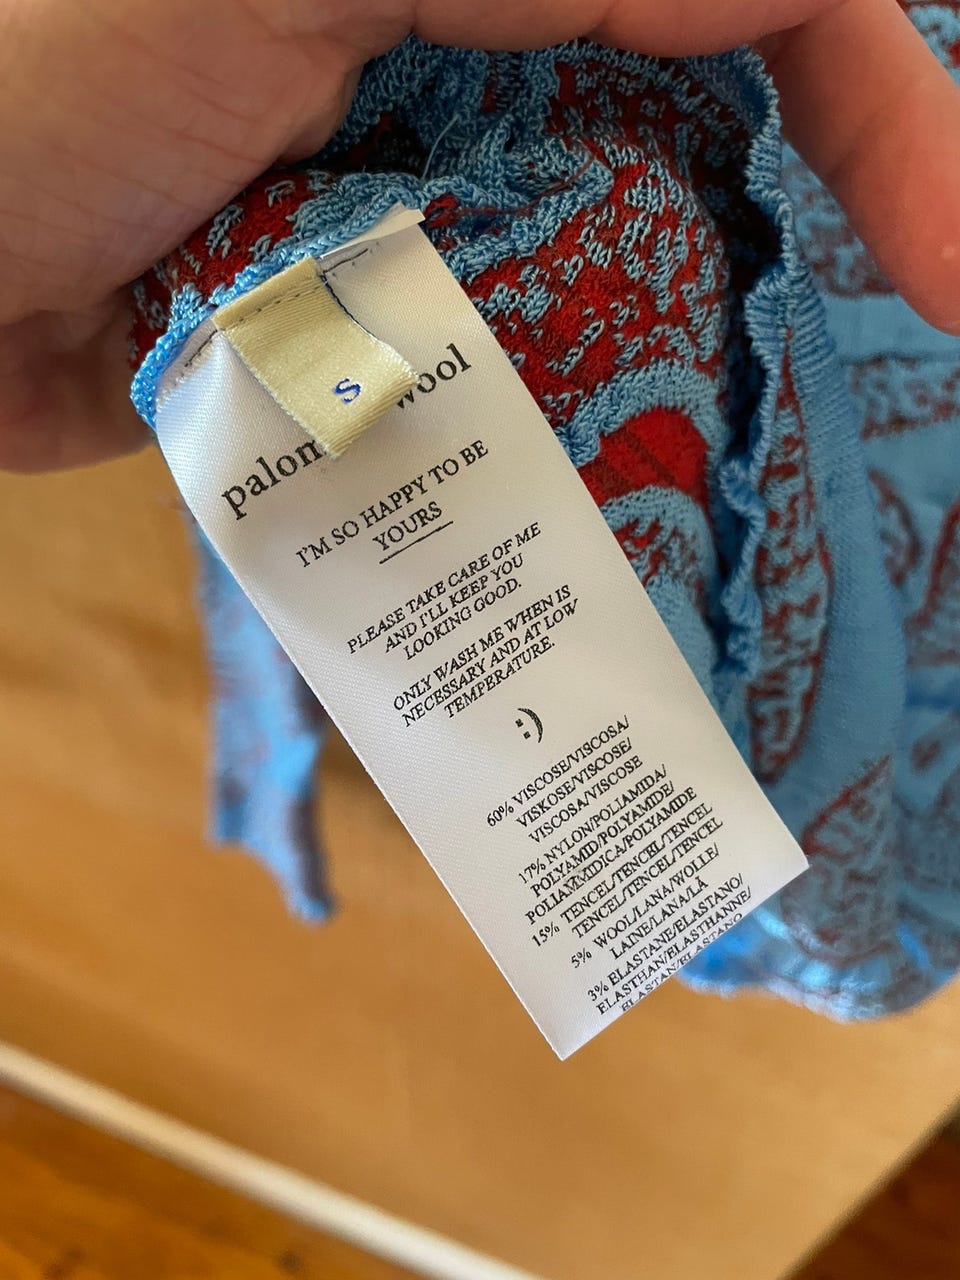 S
palom wool
I'M SO HAPPY TO BE
YOURS
PLEASE TAKE CARE OF ME
AND I'LL KEEP YOU
LOOKING GOOD.
ONLY WASH ME WHEN IS
NECESSARY AND AT LOW
TEMPERATURE.
:)
60% VISCOSE/VISCOSA/
VISKOSE/VISCOSE/
VISCOSA/VISCOSE
17% NYLON/POLIAMIDA/
POLYAMID/POLYAMIDE/
POLIAMMIDICA/POLYAMIDE
15% TENCEL/TENCEL/TENCEL
TENCEL/TENCEL/TENCEL
5% WOOL/LANA/WOLLE/
LAINE/LANA/LÃ
3% ELASTANE/ELASTANO/
ELASTHAN/ELASTHANNE/
ELASTAN/ELASTANO